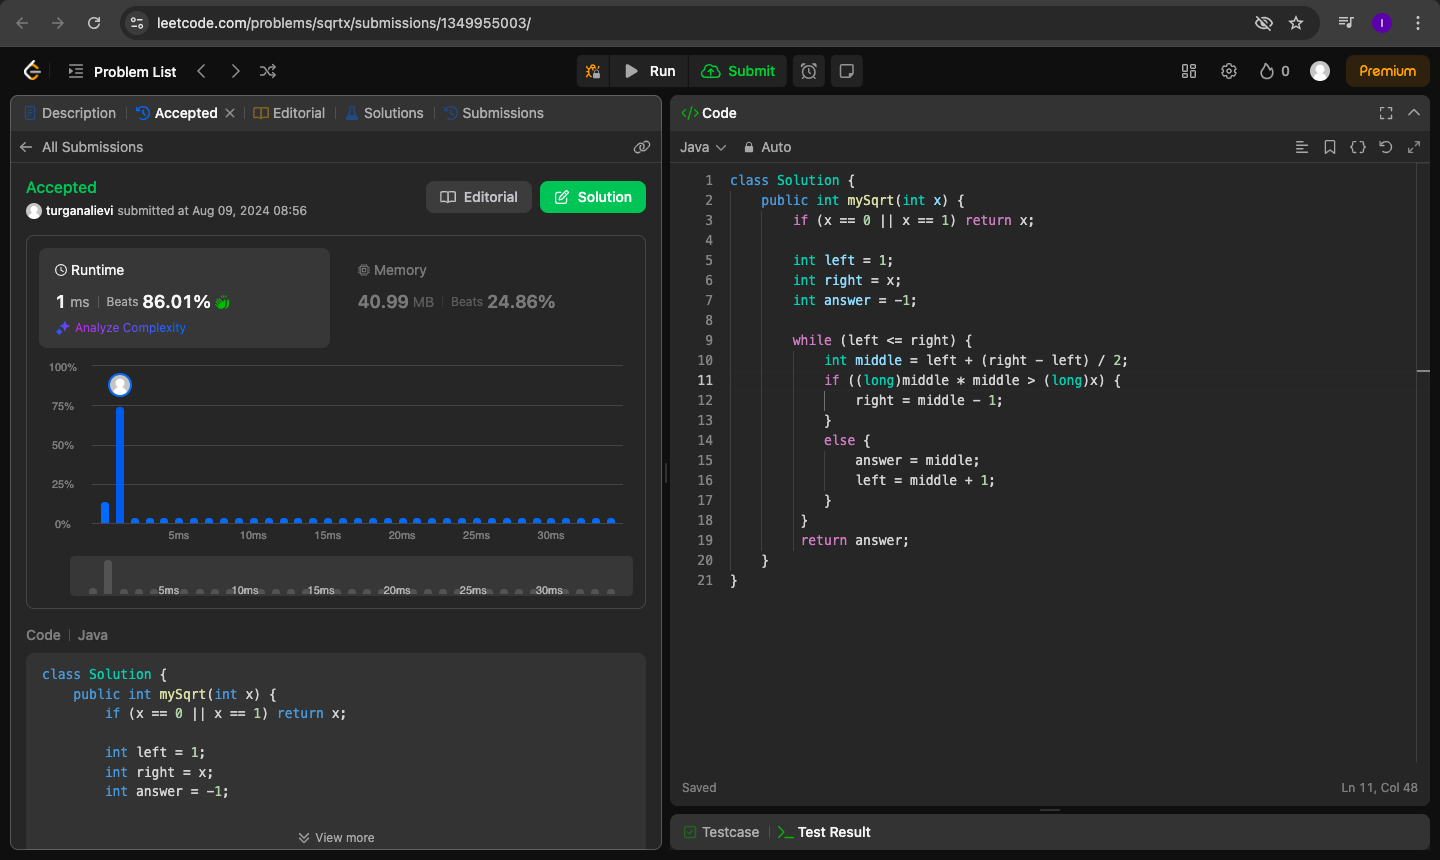 leetcode.com/problems/sqrtx/submissions/1349955003/
I
Problem List
Run
Submit
0
Premium
Description
Accepted
Editorial
Solutions
Submissions
All Submissions
Accepted
turganalievi submitted at Aug 09, 2024 08:56
Editorial
Solution
Runtime
1 ms | Beats 86.01%
Analyze Complexity
Memory
40.99 MB | Beats 24.86%
100%
75%
50%
25%
0%
5ms 10ms 15ms 20ms 25ms 30ms
5ms 10ms 15ms 20ms 25ms 30ms
Code | Java
class Solution {
    public int mySqrt(int x) {
        if (x == 0 || x == 1) return x;
        int left = 1;
        int right = x;
        int answer = -1;
View more
</> Code
Java
Auto
1 class Solution {
2     public int mySqrt(int x) {
3         if (x == 0 || x == 1) return x;
4
5         int left = 1;
6         int right = x;
7         int answer = -1;
8
9         while (left <= right) {
10             int middle = left + (right - left) / 2;
11             if ((long)middle * middle > (long)x) {
12                 right = middle - 1;
13             }
14             else {
15                 answer = middle;
16                 left = middle + 1;
17             }
18          }
19          return answer;
20     }
21 }
Saved
Ln 11, Col 48
Testcase
Test Result